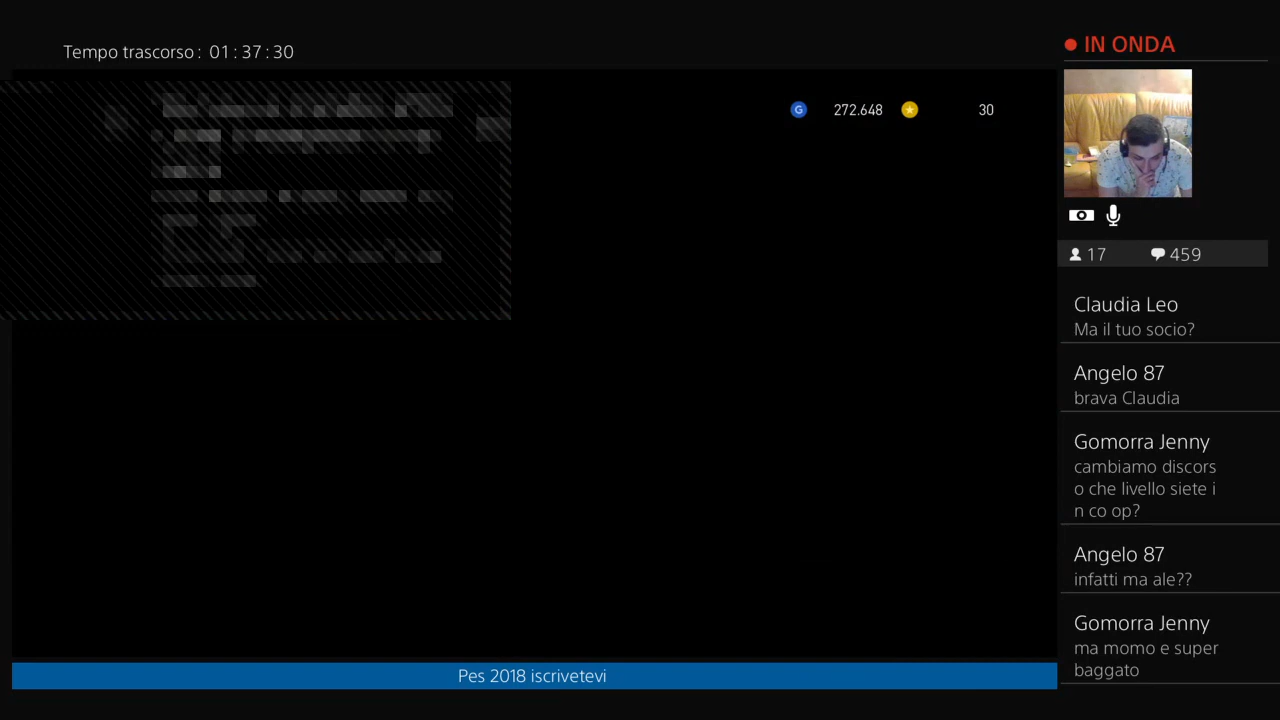 Tempo trascorso : 01 : 37 : 30
IN ONDA
G 272.648 30
17 459
Claudia Leo
Ma il tuo socio?
Angelo 87
brava Claudia
Gomorra Jenny
cambiamo discors
o che livello siete i
n co op?
Angelo 87
infatti ma ale??
Gomorra Jenny
ma momo e super
baggato
Pes 2018 iscrivetevi